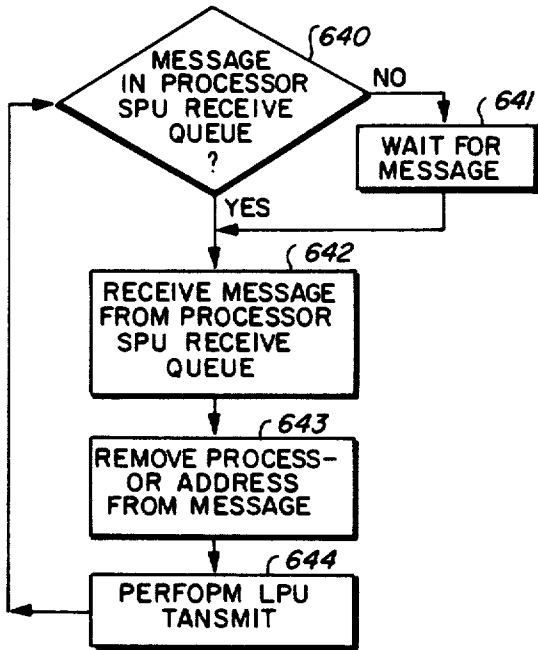 640
MESSAGE
IN PROCESSOR
SPU RECEIVE
QUEUE
?
NO
641
WAIT FOR
MESSAGE
YES
642
RECEIVE MESSAGE
FROM PROCESSOR
SPU RECEIVE
QUEUE
643
REMOVE PROCESS-
OR ADDRESS
FROM MESSAGE
644
PERFOPM LPU
TANSMIT